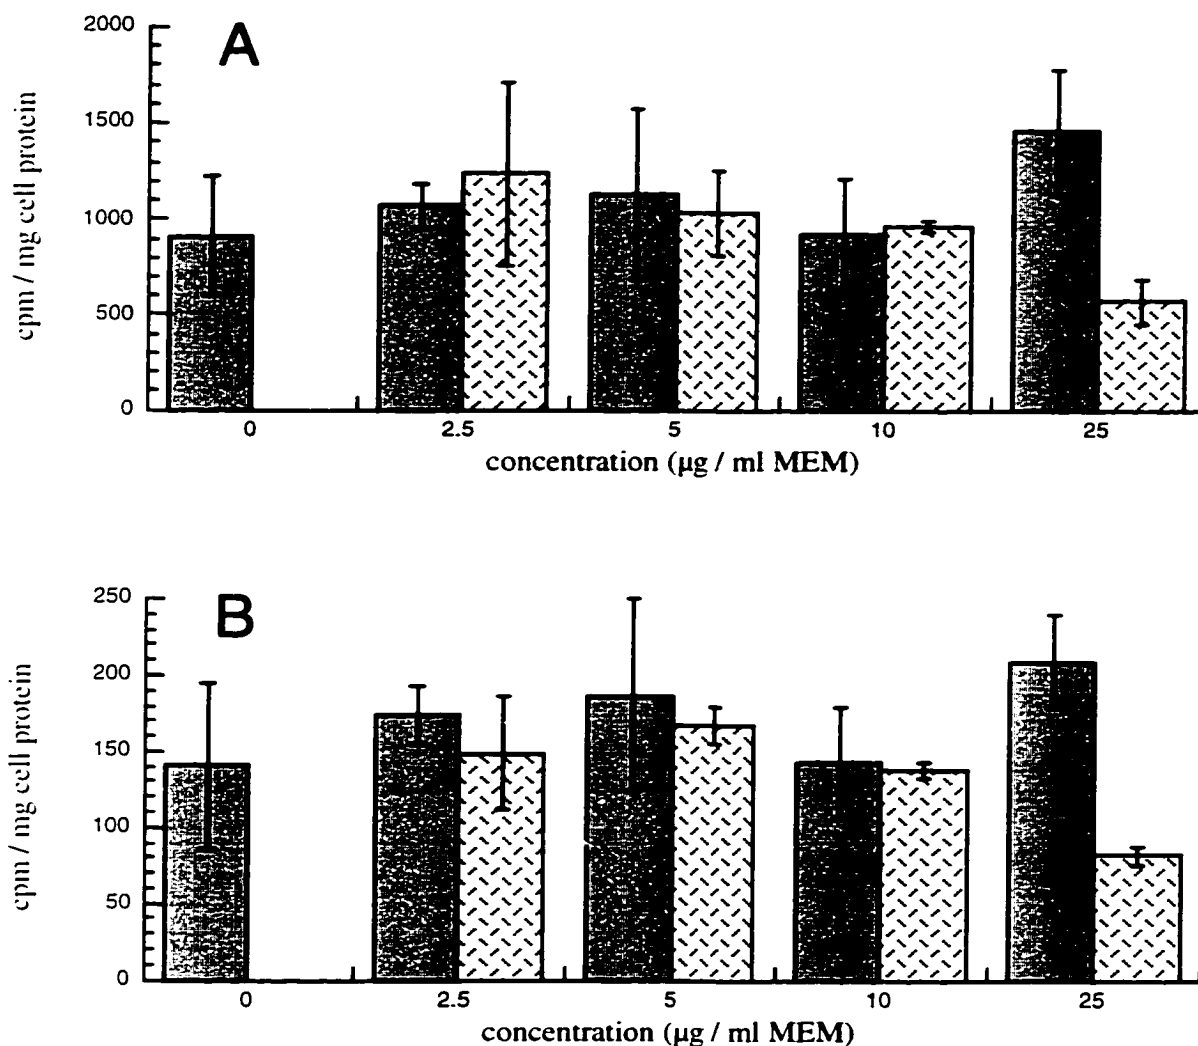 A
2000
1500
1000
500
0
cpm / mg cell protein
0 2.5 5 10 25
concentration (µg / ml MEM)
B
250
200
150
100
50
0
cpm / mg cell protein
0 2.5 5 10 25
concentration (µg / ml MEM)